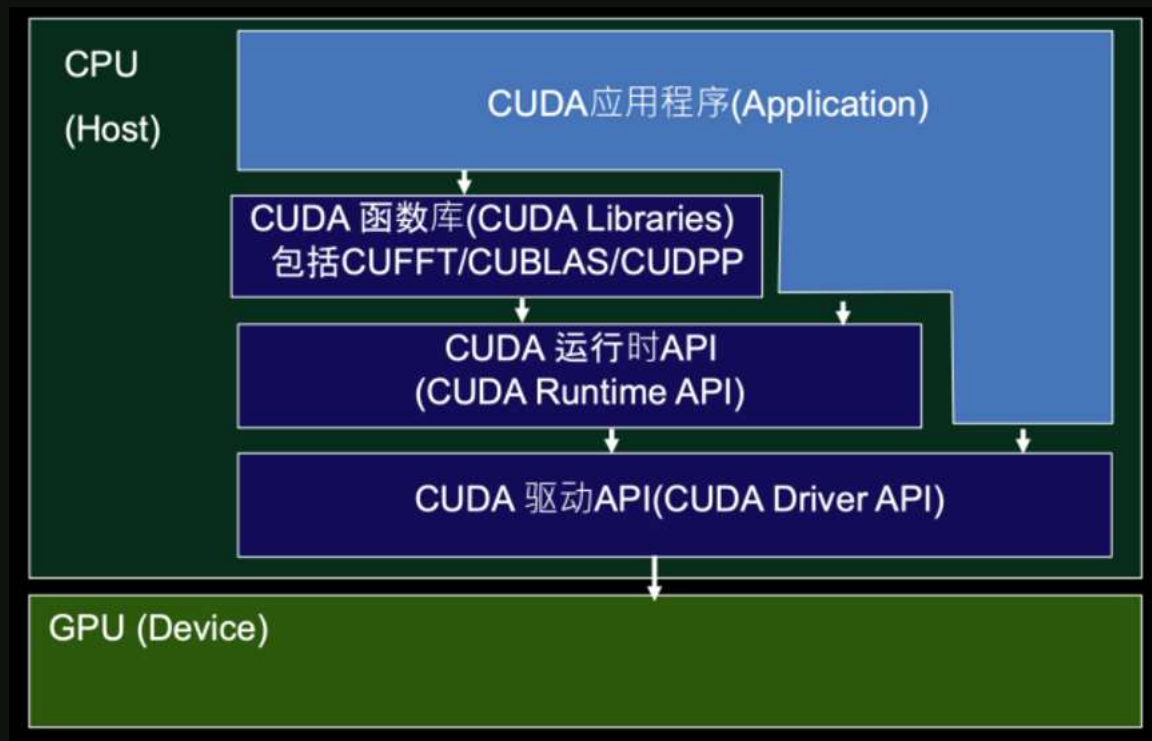 CPU
(Host)
CUDA应用程序(Application)
CUDA 函数库(CUDA Libraries)
包括CUFFT/CUBLAS/CUDPP
CUDA 运行时API
(CUDA Runtime API)
CUDA 驱动API(CUDA Driver API)
GPU (Device)